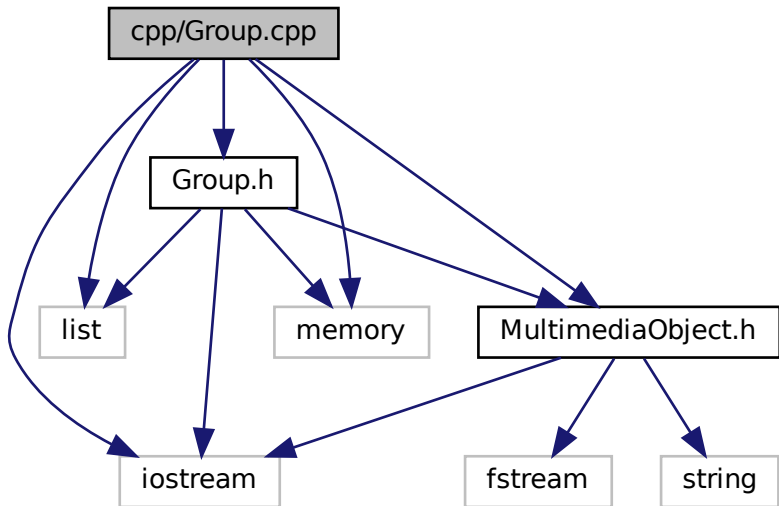 cpp/Group.cpp
Group.h
list
memory
MultimediaObject.h
iostream
fstream
string